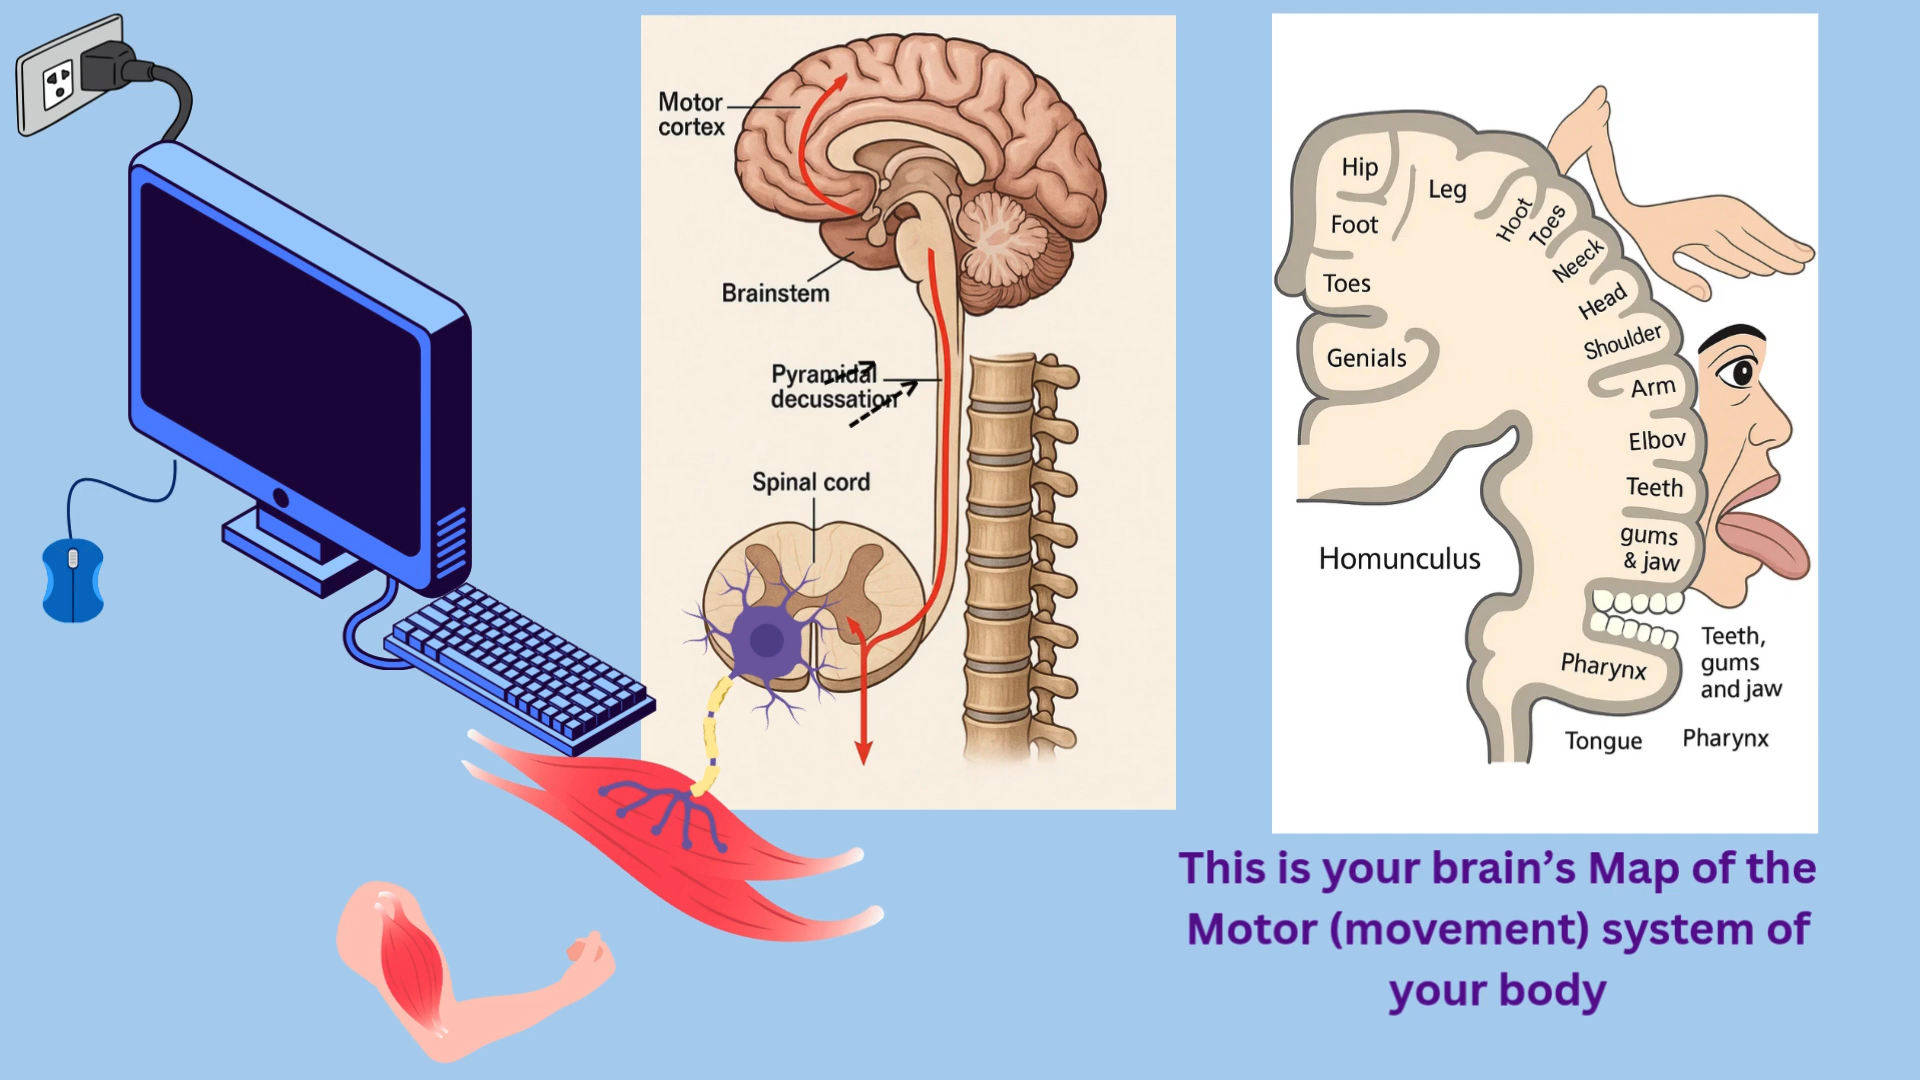 Motor
cortex
Brainstem
Pyramidal
decussation
Spinal cord
Hip
Leg
Foot
Hoot
Toes
Toes
Neeck
Head
Shoulder
Genials
Arm
Elbov
Teeth
gums
& jaw
Homunculus
Pharynx
Teeth,
gums
and jaw
Tongue
Pharynx
This is your brain’s Map of the
Motor (movement) system of
your body